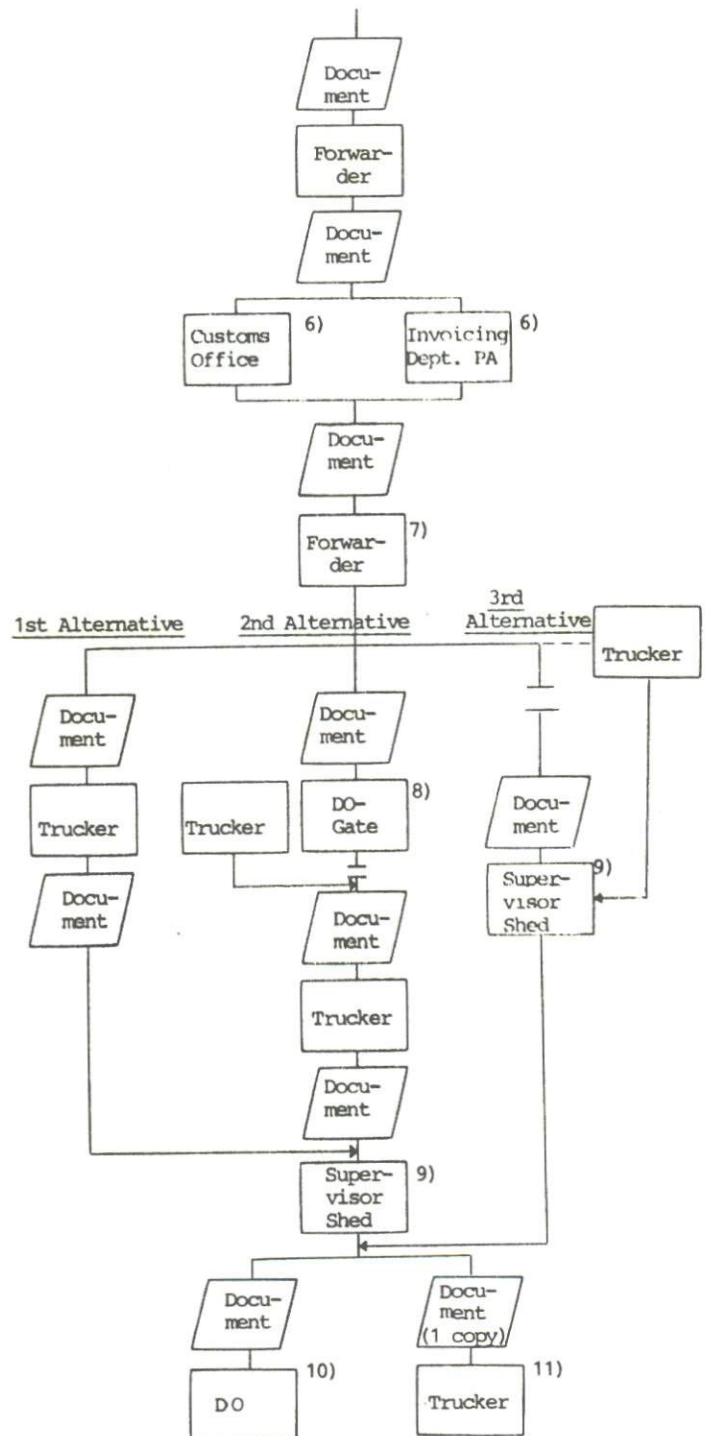 Docu-
ment
Forwar-
der
Docu-
ment
Customs
Office
6)
Invoicing
Dept. PA
6)
Docu-
ment
Forwar-
der
7)
1st Alternative
2nd Alternative
3rd
Alternative
Trucker
Docu-
ment
Trucker
Docu-
ment
Docu-
ment
Trucker
DO-
Gate
8)
Docu-
ment
Trucker
Docu-
ment
Docu-
ment
Super-
visor
Shed
9)
Super-
visor
Shed
9)
Docu-
ment
DO
10)
Docu-
ment
(1 copy)
Trucker
11)